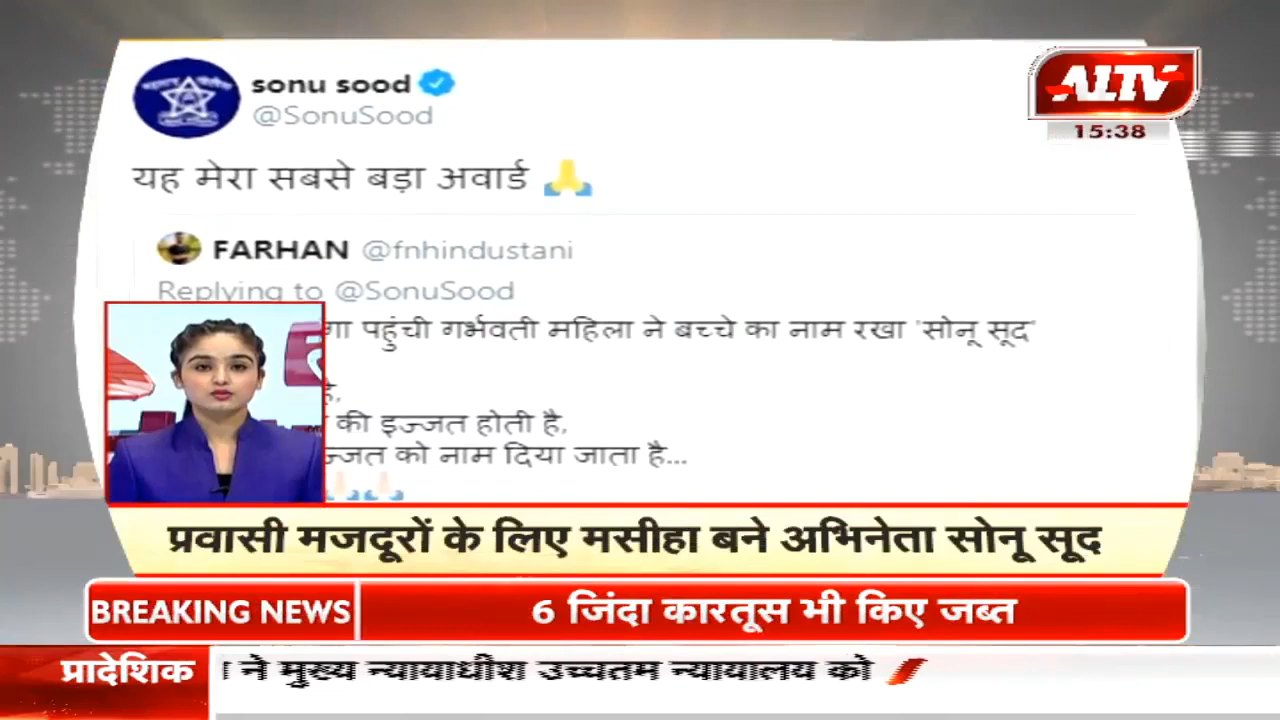 sonu sood
@SonuSood
ALTV
15:38
यह मेरा सबसे बड़ा अवार्ड 🙏
FARHAN @fnhindustani
Replying to @SonuSood
पहुंची गर्भवती महिला ने बच्चे का नाम रखा 'सोनू सूद'
है,
की इज्जत होती है,
को नाम दिया जाता है...
🙏🙏
प्रवासी मजदूरों के लिए मसीहा बने अभिनेता सोनू सूद
BREAKING NEWS 6 जिंदा कारतूस भी किए जब्त
प्रादेशिक ने मुख्य न्यायाधीश उच्चतम न्यायालय को